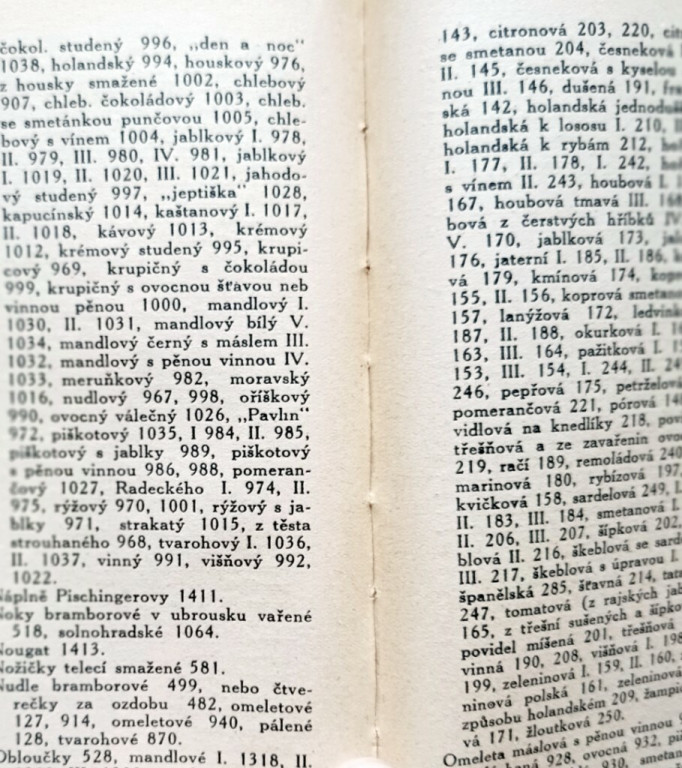 čokol. studený 996, „den a noc"
1038, holandský 994, houskový 976,
z housky smažené 1002, chlebový
907, chleb. čokoládový 1003, chleb.
se smetánkou punčovou 1005, chle-
bový s vínem 1004, jablkový I. 978,
II. 979, III. 980, IV. 981, jablkový
I. 1019, II. 1020, III. 1021, jahodo-
vý studený 997, „jeptiška" 1028,
kapucínský 1014, kaštanový I. 1017,
II. 1018, kávový 1013, krémový
1012, krémový studený 995, krupi-
cový 969, krupičný s čokoládou
999, krupičný s ovocnou šťavou neb
vinnou pěnou 1000, mandlový I.
1030, II. 1031, mandlový bílý V.
1034, mandlový černý s máslem III.
1032, mandlový s pěnou vinnou IV.
1033, meruňkový 982, moravský
1016, nudlový 967, 998, oříškový
990, ovocný válečný 1026, „Pavlın"
972, piškotový 1035, I 984, II. 985,
piškotový s jablky 989, piškotový
s pěnou vinnou 986, 988, pomeran-
čový 1027, Radeckého I. 974, II.
975, rýžový 970, 1001, rýžový s ja-
blky 971, strakatý 1015, z těsta
strouhaného 968, tvarohový I. 1036,
II. 1037, vinný 991, višňový 992,
1022.
Náplně Pischingerovy 1411.
Noky bramborové v ubrousku vařené
518, solnohradské 1064.
Nougat 1413.
Nožičky telecí smažené 581.
Nudle bramborové 499, nebo čtve-
rečky za ozdobu 482, omeletové
127, 914, omeletové 940, pálené
128, tvarohové 870.
Obloučky 528, mandlové I. 1318, II.
143, citronová 203, 220,
se smetanou 204, česneková
II. 145, česneková s kyselou
nou III. 146, dušená 191,
ská 142, holandská
holandská k lososu I. 210,
holandská k rybám 212,
I. 177, II. 178, I. 242,
s vínem II. 243, houbová I.
167, houbová tmavá III.
bová z čerstvých hříbků IV.
V. 170, jablková 173,
176, jaterní I. 185, II. 186,
vá 179, kmínová 174,
155, II. 156, koprová
157, lanýžová 172,
187, II. 188, okurková I.
163, III. 164, pažitková I.
153, III. 154, I. 244, II.
246, pepřová 175, petrželová
pomerančová 221, pórová
vidlová na knedlíky 218,
třešňová a ze zavařenin
219, račí 189, remoládová 240,
marinová 180, rybízová 197,
kvičková 158, sardelová 249, I.
II. 183, III. 184, smetanová I.
II. 206, III. 207, šípková 202,
blová II. 216, škeblová se
III. 217, škeblová s úpravou I.
španělská 285, šťavná 214,
247, tomatová (z rajských
165, z třešní sušených a
povidel míšená 201, třešňová
vinná 190, 208, višňová I.
199, zeleninová I. 159, II. 160,
ninová polská 161, zeleninová
způsobu holandském 209,
vá 171, žloutková 250.
Omeleta máslová s pěnou vinnou
928, ovocná 932,
930,